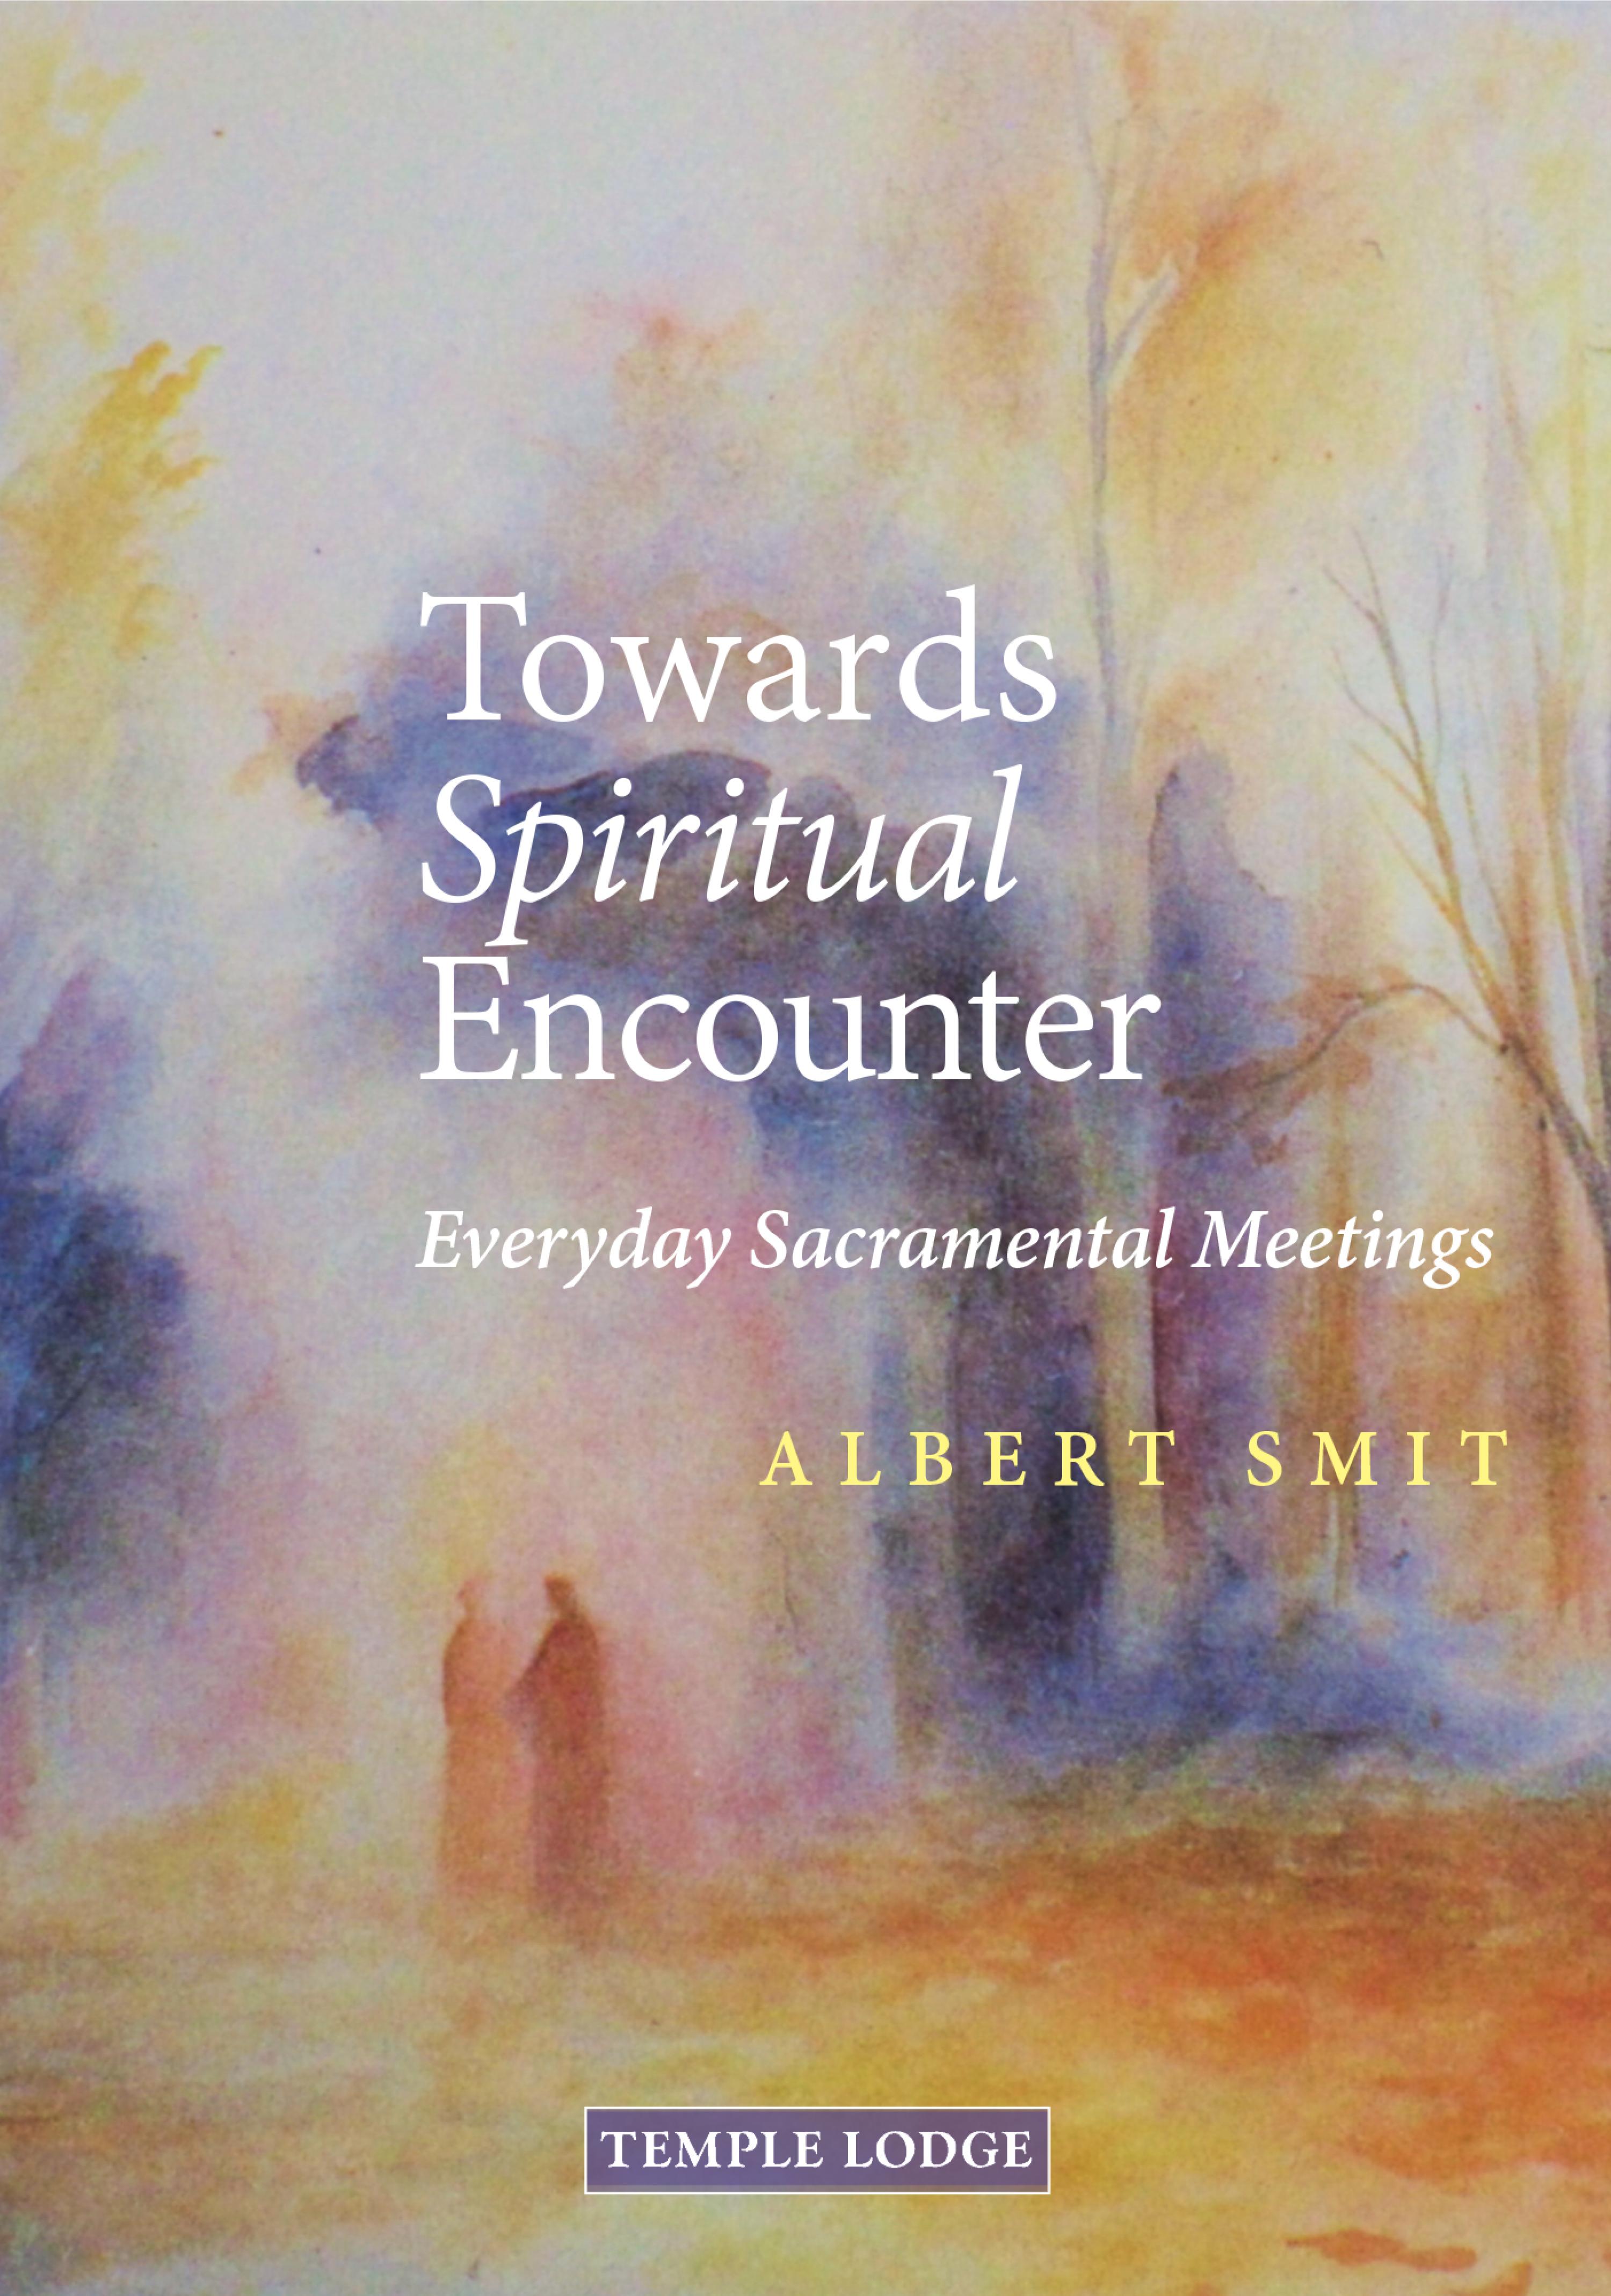 Towards
Spiritual
Encounter
Everyday Sacramental Meetings
ALBERT SMIT
TEMPLE LODGE